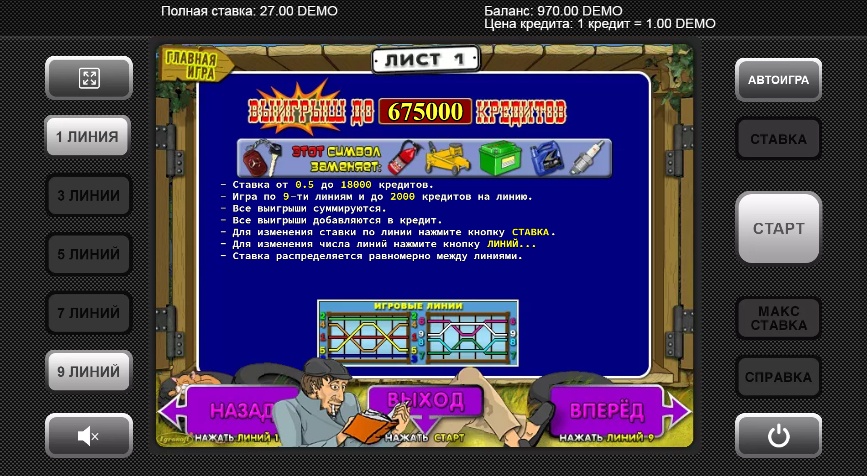 Полная ставка: 27.00 DEMO
Баланс: 970.00 DEMO
Цена кредита: 1 кредит = 1.00 DEMO
ГЛАВНАЯ
ИГРА
ЛИСТ 1
АВТОИГРА
ВЫИГРЫШ ДО 675000 КРЕДИТОВ
1 ЛИНИЯ
СТАВКА
ЭТОТ СИМВОЛ
ЗАМЕНЯЕТ:
3 ЛИНИИ
- Ставка от 0.5 до 18000 кредитов.
- Игра по 9-ти линиям и до 2000 кредитов на линию.
- Все выигрыши суммируются.
- Все выигрыши добавляются в кредит.
- Для изменения ставки по линии нажмите кнопку СТАВКА.
- Для изменения числа линий нажмите кнопку ЛИНИЙ...
- Ставка распределяется равномерно между линиями.
СТАРТ
5 ЛИНИЙ
7 ЛИНИЙ
ИГРОВЫЕ ЛИНИИ
МАКС
СТАВКА
9 ЛИНИЙ
СПРАВКА
НАЗАД
ВЫХОД
ВПЕРЁД
НАЖАТЬ ЛИНИЙ 1
НАЖАТЬ СТАРТ
НАЖАТЬ ЛИНИЙ 9